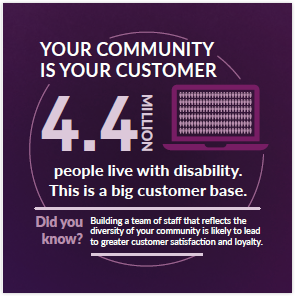 YOUR COMMUNITY
IS YOUR CUSTOMER
4.4 MILLION
people live with disability.
This is a big customer base.
Did you
know?
Building a team of staff that reflects the
diversity of your community is likely to lead
to greater customer satisfaction and loyalty.